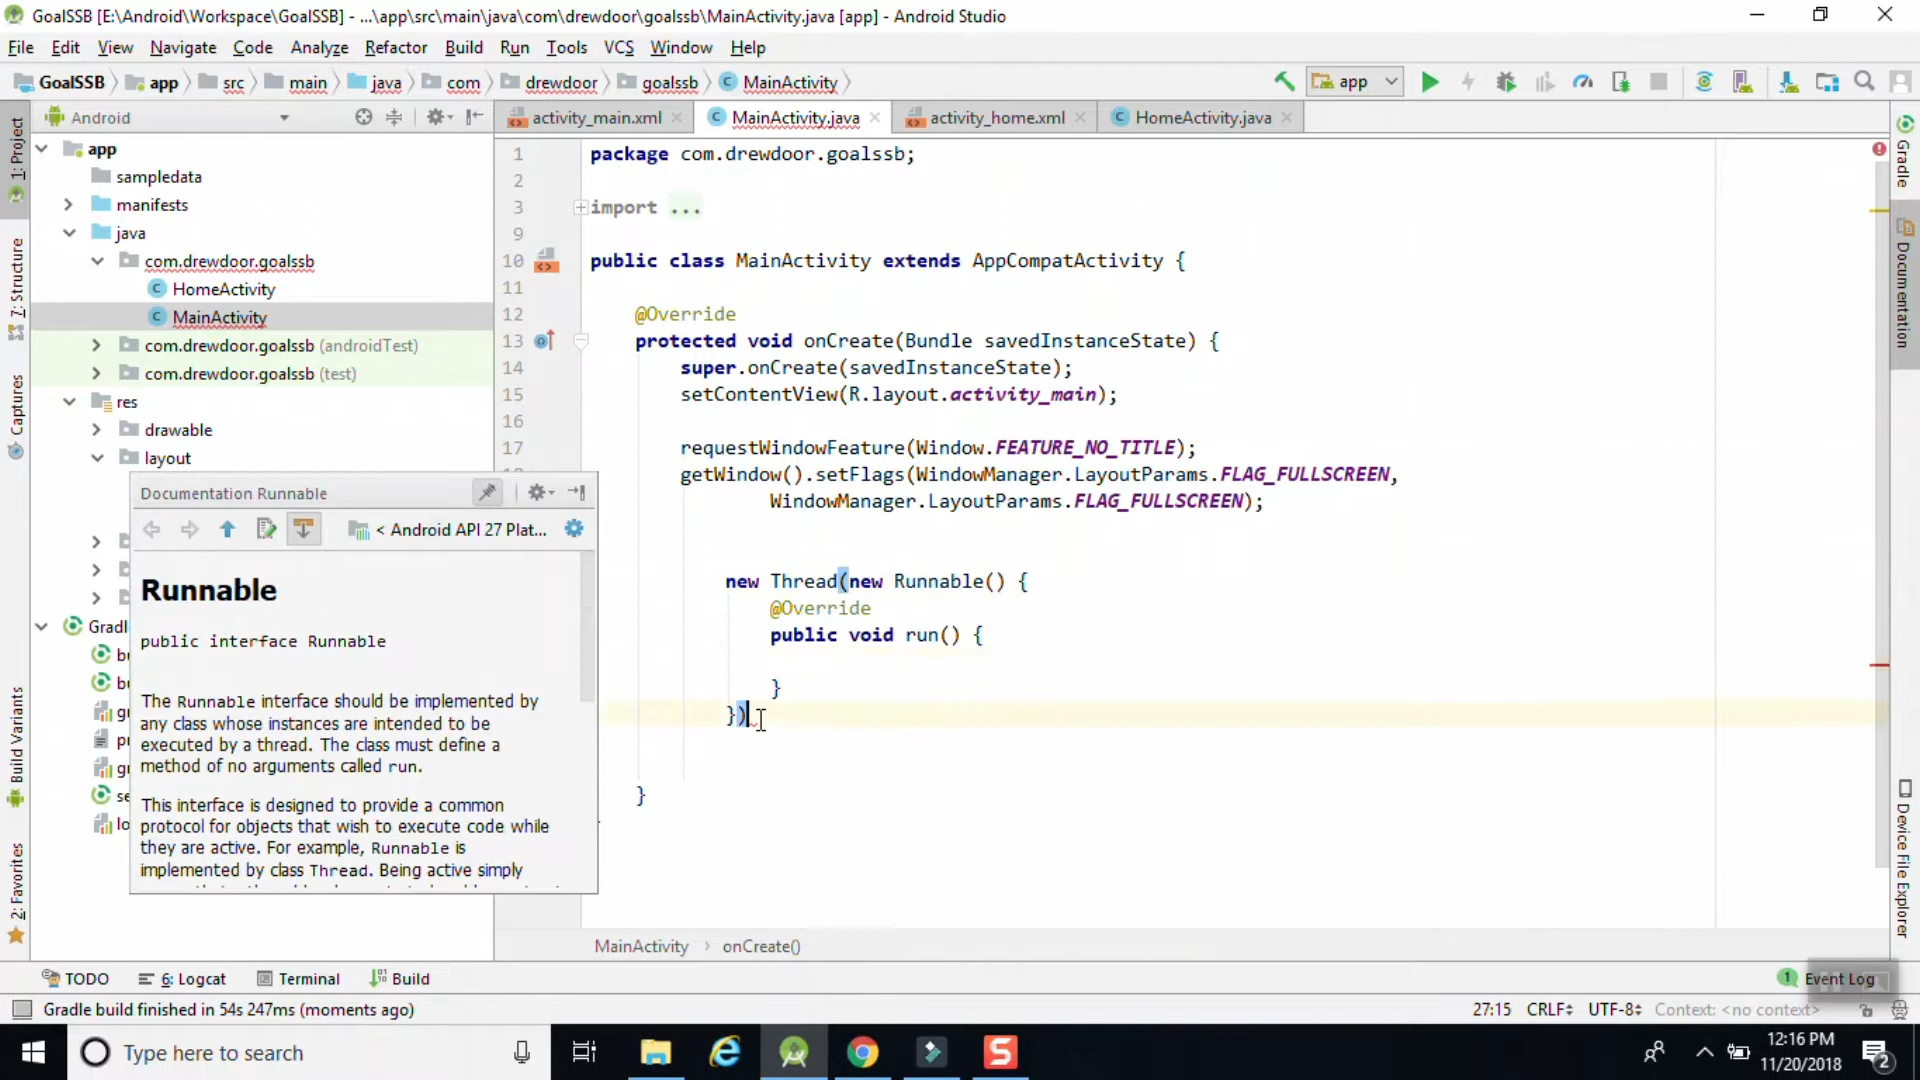 GoalSSB [E:\Android\Workspace\GoalSSB] - ...\app\src\main\java\com\drewdoor\goalssb\MainActivity.java [app] - Android Studio
File Edit View Navigate Code Analyze Refactor Build Run Tools VCS Window Help
GoalSSB app src main java com drewdoor goalssb MainActivity app
Android
activity_main.xml MainActivity.java activity_home.xml HomeActivity.java
1: Project
7: Structure
Captures
Build Variants
2: Favorites
app
sampledata
manifests
java
com.drewdoor.goalssb
HomeActivity
MainActivity
com.drewdoor.goalssb (androidTest)
com.drewdoor.goalssb (test)
res
drawable
layout
Gradl
Documentation Runnable
< Android API 27 Plat...
Runnable
public interface Runnable
The Runnable interface should be implemented by
any class whose instances are intended to be
executed by a thread. The class must define a
method of no arguments called run.
This interface is designed to provide a common
protocol for objects that wish to execute code while
they are active. For example, Runnable is
implemented by class Thread. Being active simply
1 package com.drewdoor.goalssb;
2
3 import ...
9
10 public class MainActivity extends AppCompatActivity {
11
12 @Override
13 protected void onCreate(Bundle savedInstanceState) {
14 super.onCreate(savedInstanceState);
15 setContentView(R.layout.activity_main);
16
17 requestWindowFeature(Window.FEATURE_NO_TITLE);
getWindow().setFlags(WindowManager.LayoutParams.FLAG_FULLSCREEN,
WindowManager.LayoutParams.FLAG_FULLSCREEN);
new Thread(new Runnable() {
@Override
public void run() {
}
})
}
MainActivity > onCreate()
Gradle
Documentation
Device File Explorer
TODO 6: Logcat Terminal Build 1 Event Log
Gradle build finished in 54s 247ms (moments ago) 27:15 CRLF UTF-8 Context: <no context>
Type here to search
12:16 PM
11/20/2018
2